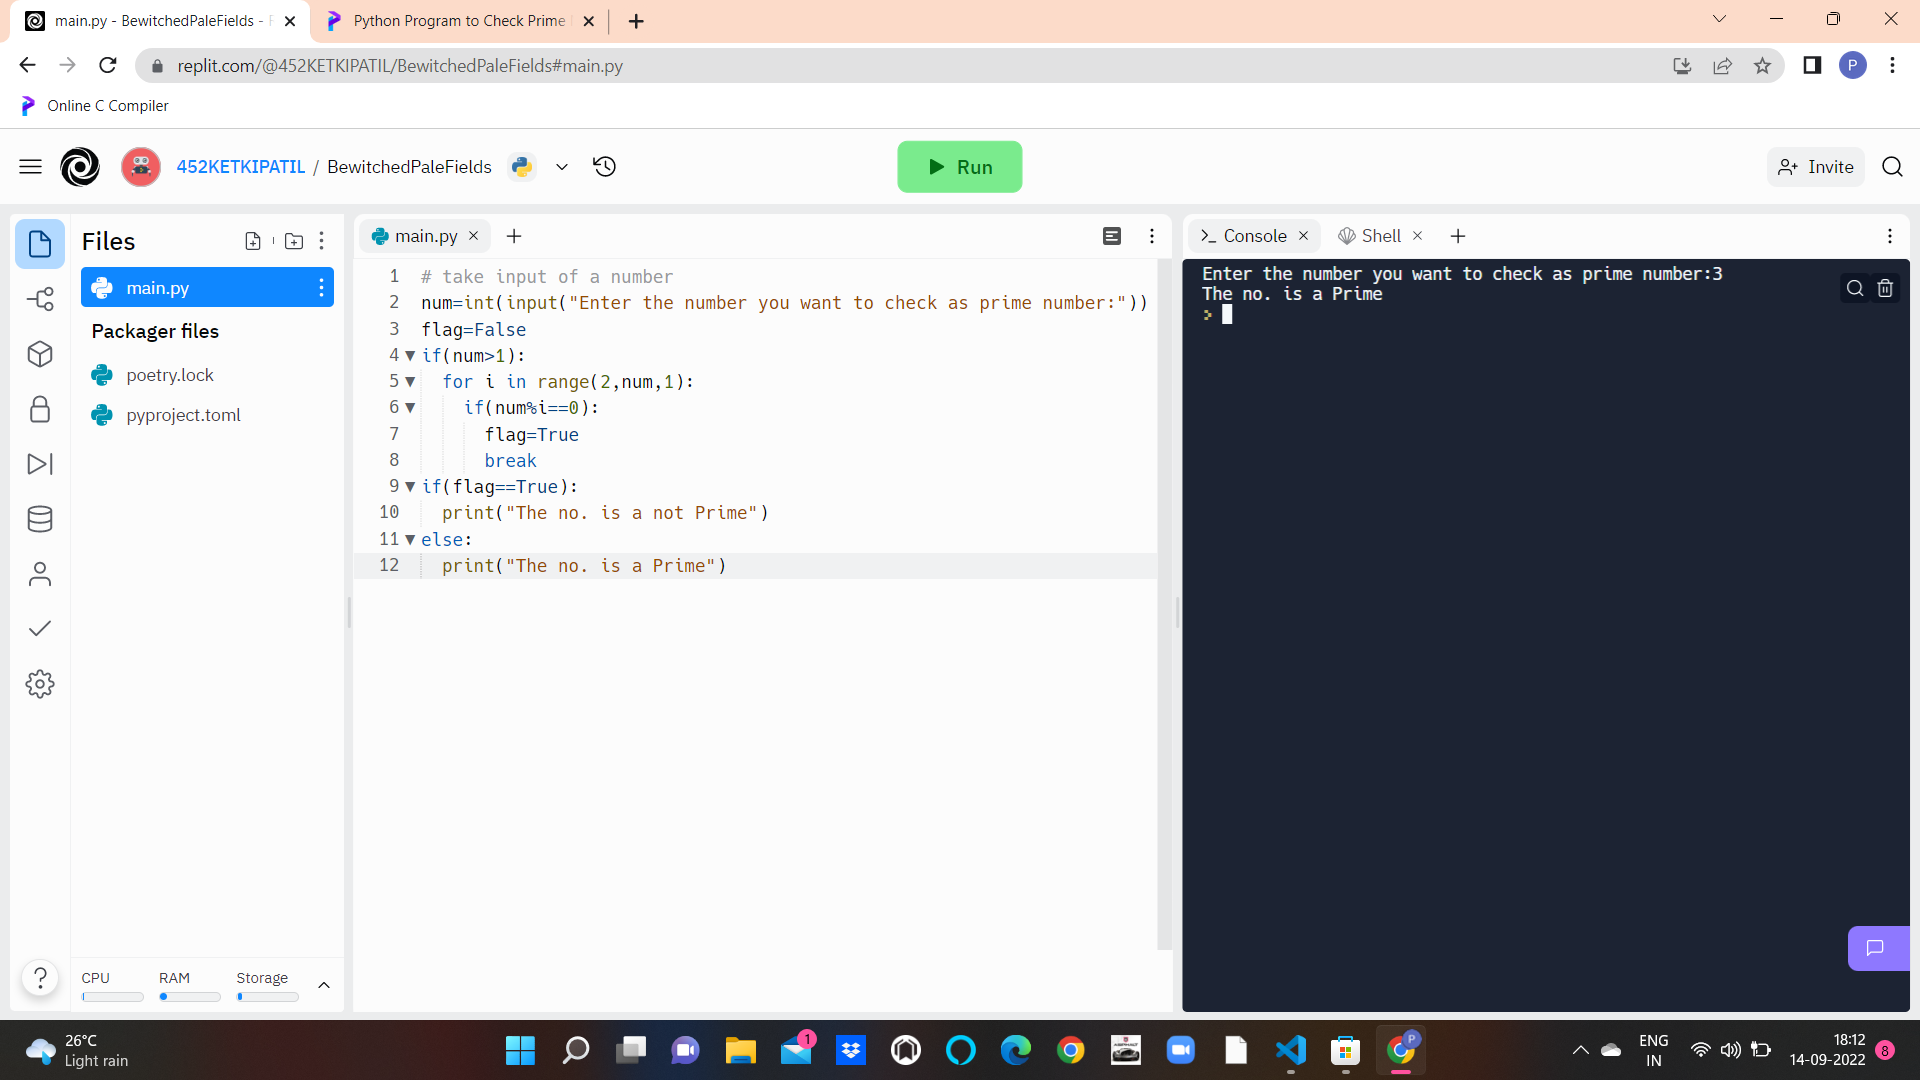 main.py - BewitchedPaleFields -
Python Program to Check Prime
replit.com/@452KETKIPATIL/BewitchedPaleFields#main.py
P
Online C Compiler
452KETKIPATIL / BewitchedPaleFields
Run
Invite
Files
main.py
Packager files
poetry.lock
pyproject.toml
CPU
RAM
Storage
?
main.py
1 # take input of a number
2 num=int(input("Enter the number you want to check as prime number:"))
3 flag=False
4 if(num>1):
5 for i in range(2,num,1):
6 if(num%i==0):
7 flag=True
8 break
9 if(flag==True):
10 print("The no. is a not Prime")
11 else:
12 print("The no. is a Prime")
Console
Shell
Enter the number you want to check as prime number:3
The no. is a Prime
>
26°C
Light rain
1
P
ENG
IN
18:12
14-09-2022
8